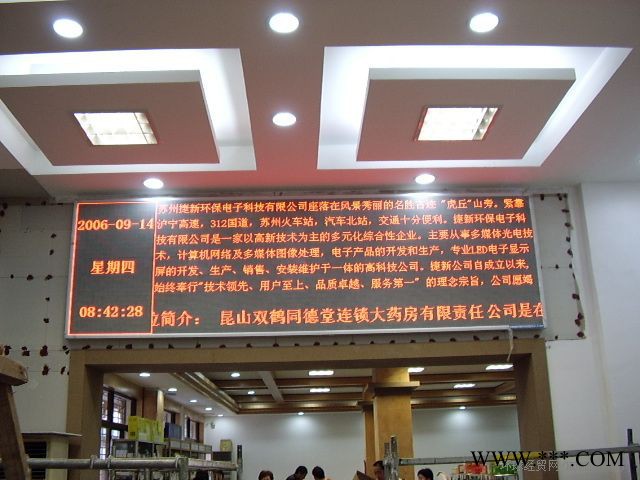 2006-09-14
星期四
08:42:28
苏州捷新环保电子科技有限公司座落在风景秀丽的名胜古迹 "虎丘"山旁。紧靠
沪宁高速，312国道，苏州火车站，汽车北站，交通十分便利。捷新环保电子科
技有限公司是一家以高新技术为主的多元化综合性企业。主要从事多媒体光电技
术，计算机网络及多媒体图像处理，电子产品的开发和生产，专业LED电子显示
屏的开发、生产、销售、安装维护于一体的高科技公司。捷新公司自成立以来，
始终奉行"技术领先、用户至上、品质卓越、服务第一" 的理念宗旨，公司愿竭
位简介： 昆山双鹤同德堂连锁大药房有限责任公司是在
WWW.***.COM